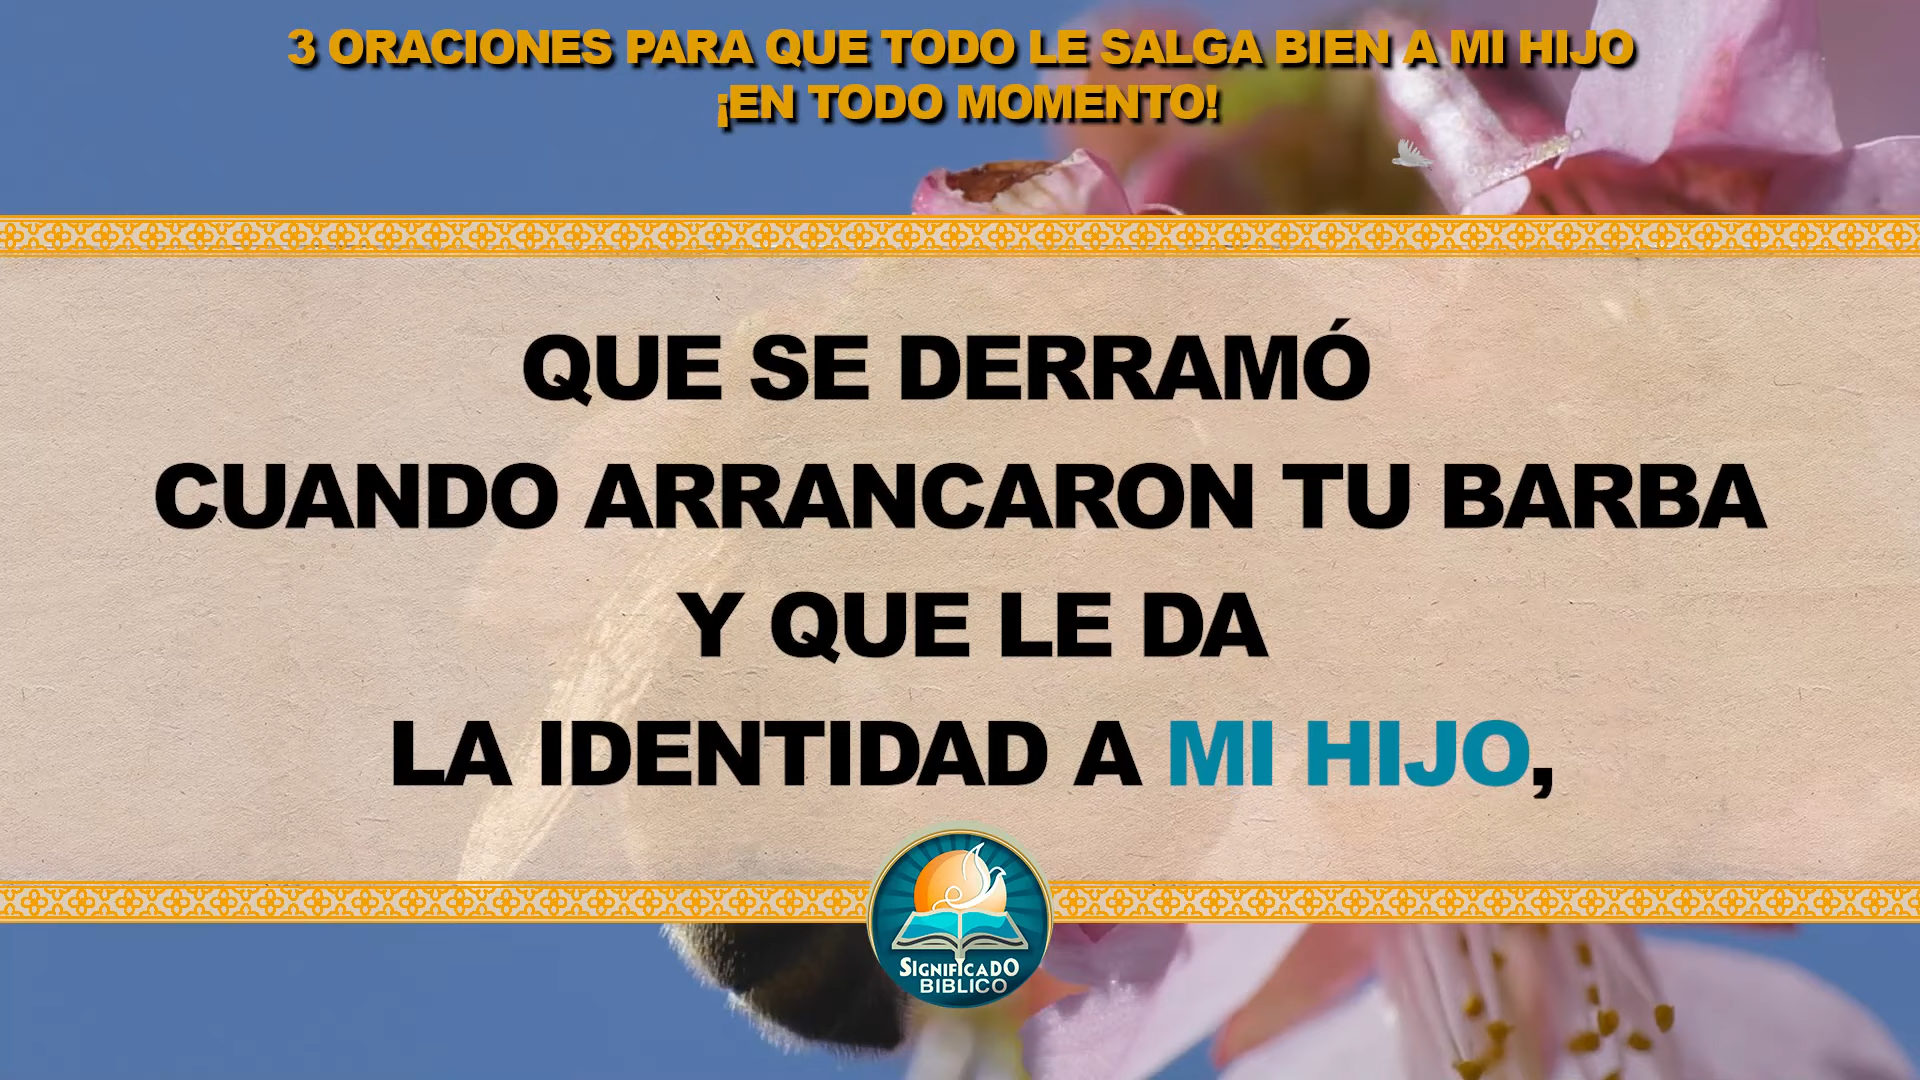 3 ORACIONES PARA QUE TODO LE SALGA BIEN A MI HIJO
¡EN TODO MOMENTO!
QUE SE DERRAMÓ
CUANDO ARRANCARON TU BARBA
Y QUE LE DA
LA IDENTIDAD A MI HIJO,
SIGNIFICADO
BIBLICO